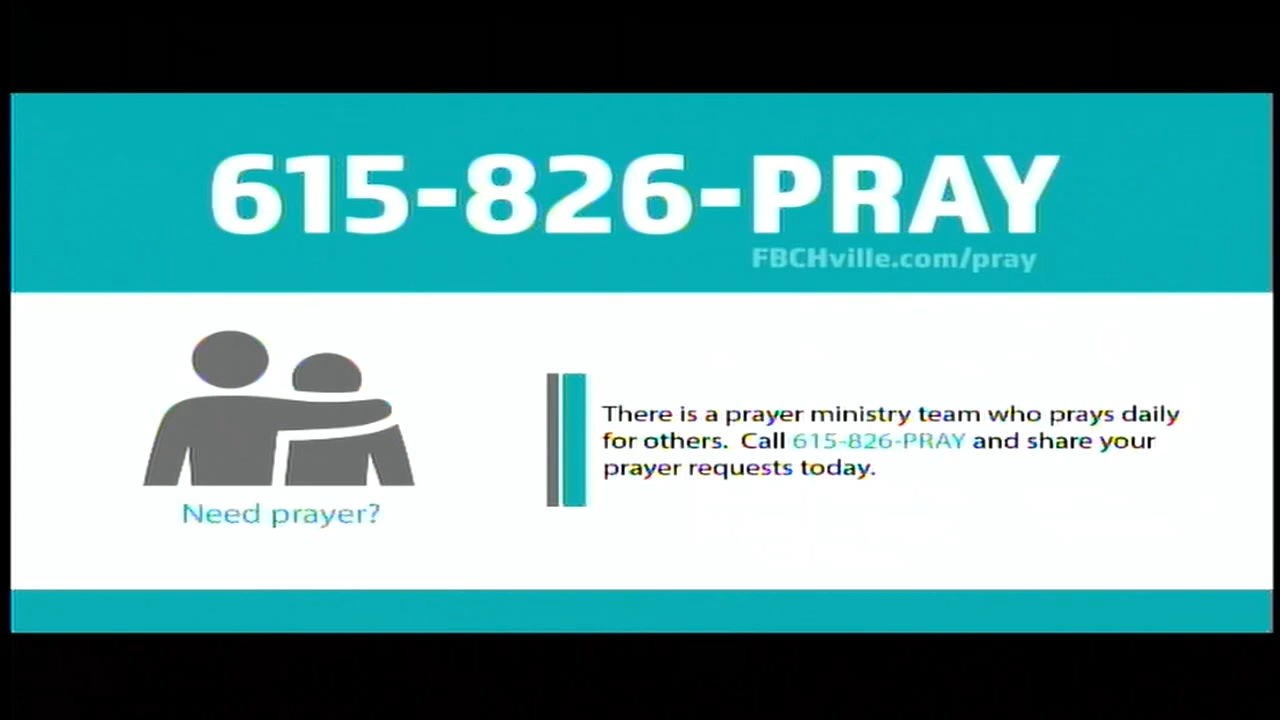 615-826-PRAY
FBCHville.com/pray
There is a prayer ministry team who prays daily
for others. Call 615-826-PRAY and share your
prayer requests today.
Need prayer?